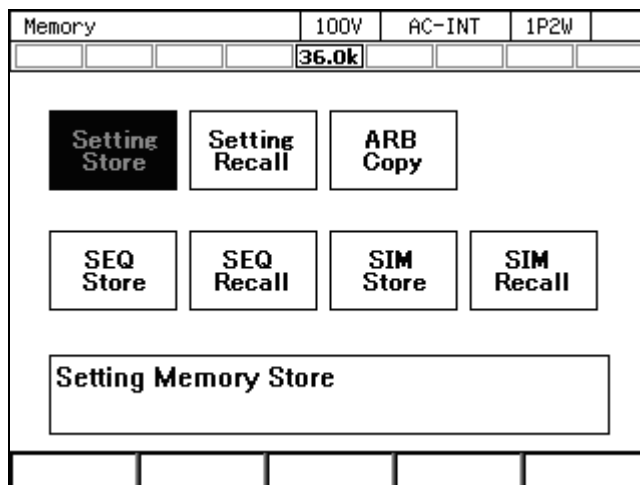 Memory 100V AC-INT 1P2W
36.0k
Setting Store
Setting Recall
ARB Copy
SEQ Store
SEQ Recall
SIM Store
SIM Recall
Setting Memory Store